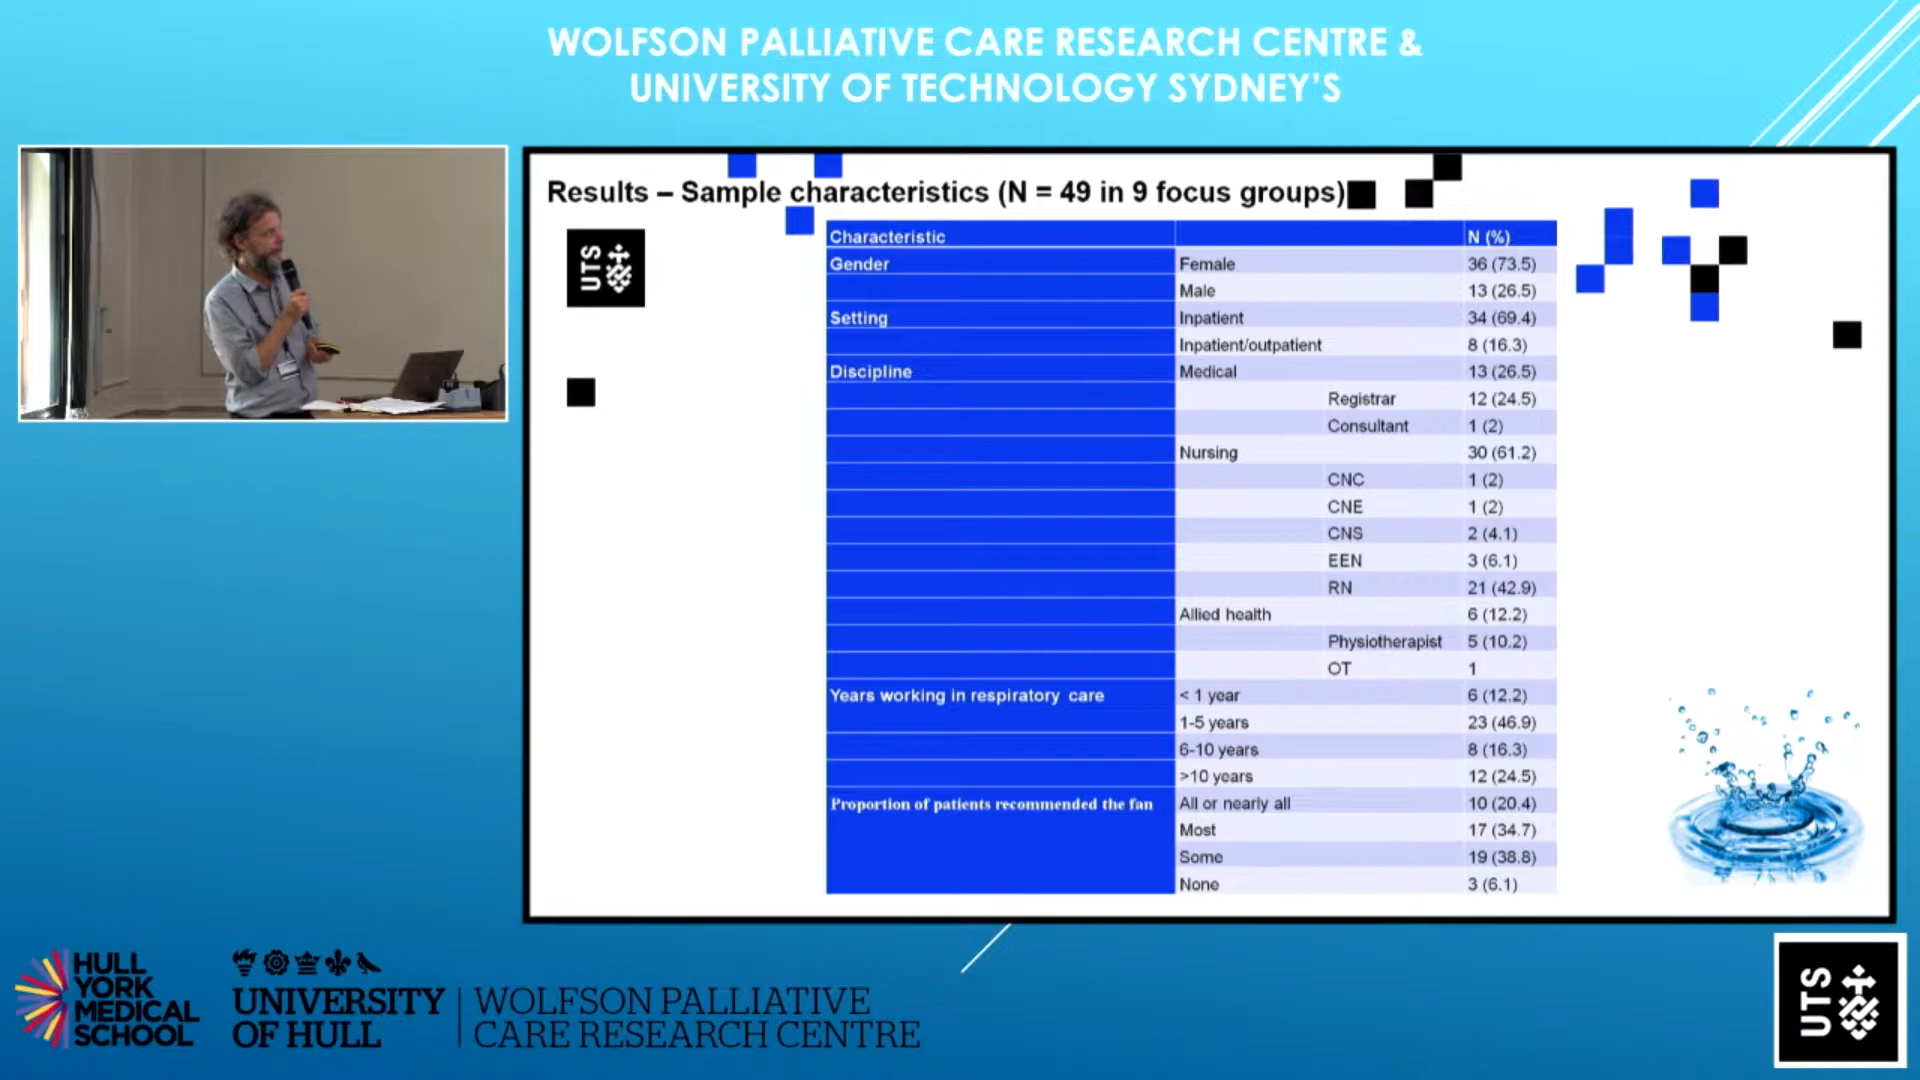 WOLFSON PALLIATIVE CARE RESEARCH CENTRE &
UNIVERSITY OF TECHNOLOGY SYDNEY'S
Results – Sample characteristics (N = 49 in 9 focus groups)
UTS
Characteristic N (%)
Gender Female 36 (73.5)
Male 13 (26.5)
Setting Inpatient 34 (69.4)
Inpatient/outpatient 8 (16.3)
Discipline Medical 13 (26.5)
Registrar 12 (24.5)
Consultant 1 (2)
Nursing 30 (61.2)
CNC 1 (2)
CNE 1 (2)
CNS 2 (4.1)
EEN 3 (6.1)
RN 21 (42.9)
Allied health 6 (12.2)
Physiotherapist 5 (10.2)
OT 1
Years working in respiratory care < 1 year 6 (12.2)
1-5 years 23 (46.9)
6-10 years 8 (16.3)
>10 years 12 (24.5)
Proportion of patients recommended the fan All or nearly all 10 (20.4)
Most 17 (34.7)
Some 19 (38.8)
None 3 (6.1)
HULL
YORK
MEDICAL
SCHOOL
UNIVERSITY
OF HULL
WOLFSON PALLIATIVE
CARE RESEARCH CENTRE
UTS